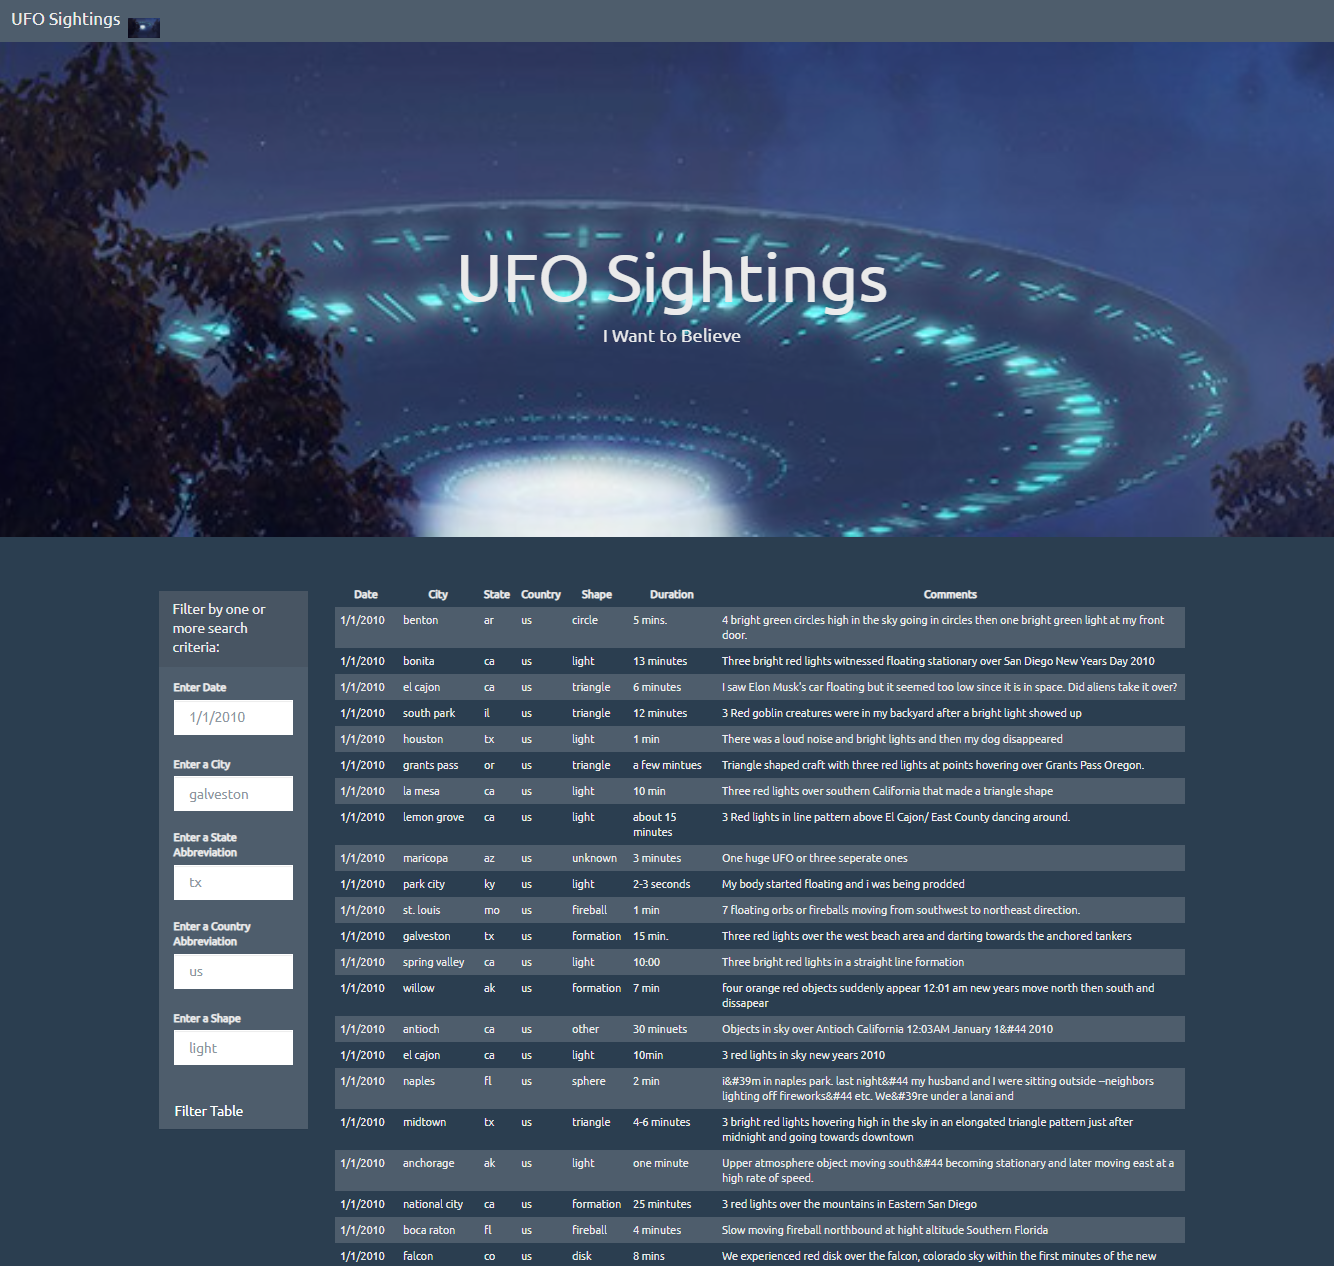 UFO Sightings
UFO Sightings
I Want to Believe
Filter by one or
more search
criteria:
Enter Date
1/1/2010
Enter a City
galveston
Enter a State
Abbreviation
tx
Enter a Country
Abbreviation
us
Enter a Shape
light
Filter Table
Date City State Country Shape Duration Comments
1/1/2010 benton ar us circle 5 mins. 4 bright green circles high in the sky going in circles then one bright green light at my front
door.
1/1/2010 bonita ca us light 13 minutes Three bright red lights witnessed floating stationary over San Diego New Years Day 2010
1/1/2010 el cajon ca us triangle 6 minutes I saw Elon Musk's car floating but it seemed too low since it is in space. Did aliens take it over?
1/1/2010 south park il us triangle 12 minutes 3 Red goblin creatures were in my backyard after a bright light showed up
1/1/2010 houston tx us light 1 min There was a loud noise and bright lights and then my dog disappeared
1/1/2010 grants pass or us triangle a few mintues Triangle shaped craft with three red lights at points hovering over Grants Pass Oregon.
1/1/2010 la mesa ca us light 10 min Three red lights over southern California that made a triangle shape
1/1/2010 lemon grove ca us light about 15 3 Red lights in line pattern above El Cajon/ East County dancing around.
minutes
1/1/2010 maricopa az us unknown 3 minutes One huge UFO or three seperate ones
1/1/2010 park city ky us light 2-3 seconds My body started floating and i was being prodded
1/1/2010 st. louis mo us fireball 1 min 7 floating orbs or fireballs moving from southwest to northeast direction.
1/1/2010 galveston tx us formation 15 min. Three red lights over the west beach area and darting towards the anchored tankers
1/1/2010 spring valley ca us light 10:00 Three bright red lights in a straight line formation
1/1/2010 willow ak us formation 7 min four orange red objects suddenly appear 12:01 am new years move north then south and
dissapear
1/1/2010 antioch ca us other 30 minuets Objects in sky over Antioch California 12:03AM January 1&#44 2010
1/1/2010 el cajon ca us light 10min 3 red lights in sky new years 2010
1/1/2010 naples fl us sphere 2 min i&#39m in naples park. last night&#44 my husband and I were sitting outside --neighbors
lighting off fireworks&#44 etc. We&#39re under a lanai and
1/1/2010 midtown tx us triangle 4-6 minutes 3 bright red lights hovering high in the sky in an elongated triangle pattern just after
midnight and going towards downtown
1/1/2010 anchorage ak us light one minute Upper atmosphere object moving south&#44 becoming stationary and later moving east at a
high rate of speed.
1/1/2010 national city ca us formation 25 mintutes 3 red lights over the mountains in Eastern San Diego
1/1/2010 boca raton fl us fireball 4 minutes Slow moving fireball northbound at hight altitude Southern Florida
1/1/2010 falcon co us disk 8 mins We experienced red disk over the falcon, colorado sky within the first minutes of the new